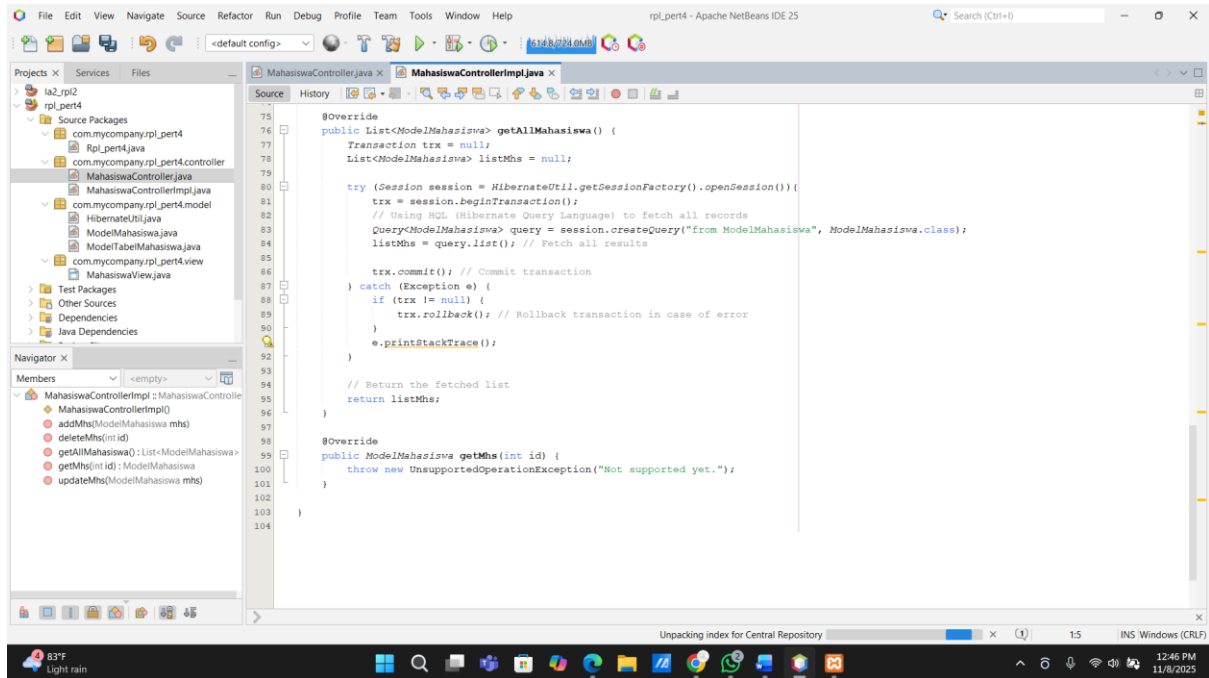 File Edit View Navigate Source Refactor Run Debug Profile Team Tools Window Help
rpl_pert4 - Apache NetBeans IDE 25
Search (Ctrl+I)
<default config>
Projects Services Files
la2_rpl2
rpl_pert4
Source Packages
com.mycompany.rpl_pert4
Rpl_pert4.java
com.mycompany.rpl_pert4.controller
MahasiswaController.java
MahasiswaControllerImpl.java
com.mycompany.rpl_pert4.model
HibernateUtil.java
ModelMahasiswa.java
ModelTabelMahasiswa.java
com.mycompany.rpl_pert4.view
MahasiswaView.java
Test Packages
Other Sources
Dependencies
Java Dependencies
Navigator
Members <empty>
MahasiswaControllerImpl :: MahasiswaControlle
MahasiswaControllerImpl()
addMhs(ModelMahasiswa mhs)
deleteMhs(int id)
getAllMahasiswa() : List<ModelMahasiswa>
getMhs(int id) : ModelMahasiswa
updateMhs(ModelMahasiswa mhs)
MahasiswaController.java MahasiswaControllerImpl.java
Source History
75 @Override
76 public List<ModelMahasiswa> getAllMahasiswa() {
77 Transaction trx = null;
78 List<ModelMahasiswa> listMhs = null;
79
80 try (Session session = HibernateUtil.getSessionFactory().openSession()){
81 trx = session.beginTransaction();
82 // Using HQL (Hibernate Query Language) to fetch all records
83 Query<ModelMahasiswa> query = session.createQuery("from ModelMahasiswa", ModelMahasiswa.class);
84 listMhs = query.list(); // Fetch all results
85
86 trx.commit(); // Commit transaction
87 } catch (Exception e) {
88 if (trx != null) {
89 trx.rollback(); // Rollback transaction in case of error
90 }
e.printStackTrace();
92 }
93
94 // Return the fetched list
95 return listMhs;
96 }
97
98 @Override
99 public ModelMahasiswa getMhs(int id) {
100 throw new UnsupportedOperationException("Not supported yet.");
101 }
102
103 }
104
Unpacking index for Central Repository
1:5 INS Windows (CRLF)
83°F
Light rain
12:46 PM
11/8/2025